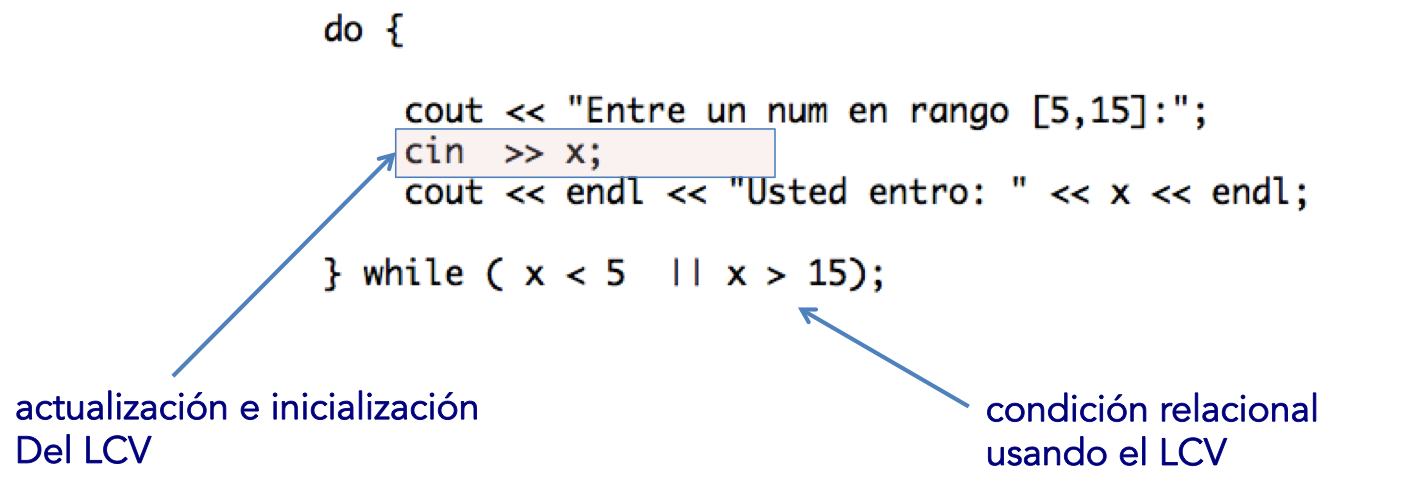 do {
cout << "Entre un num en rango [5,15]:";
cin  >> x;
cout << endl << "Usted entro: " << x << endl;
} while ( x < 5  || x > 15);
actualización e inicialización
Del LCV
condición relacional
usando el LCV